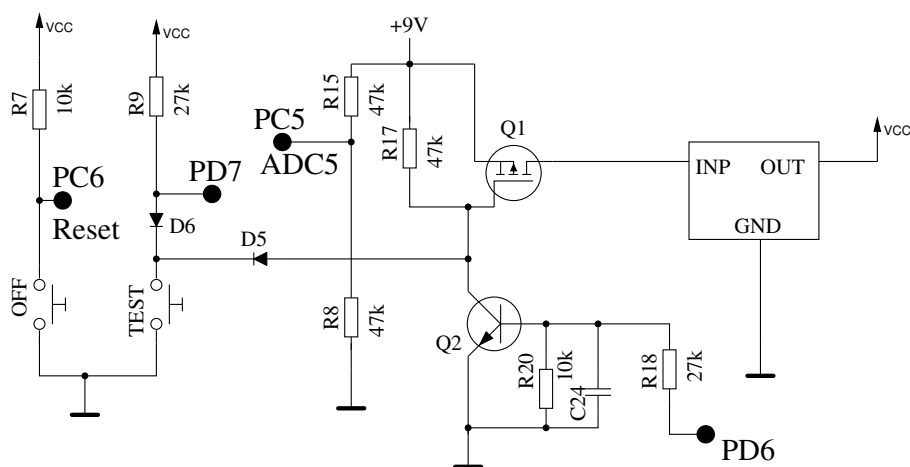 VCC
VCC
+9V
R7
10k
R9
27k
R15
47k
PC5
ADC5
R17
47k
Q1
VCC
INP
OUT
GND
PC6
Reset
PD7
D6
D5
OFF
TEST
R8
47k
Q2
R20
10k
C24
R18
27k
PD6